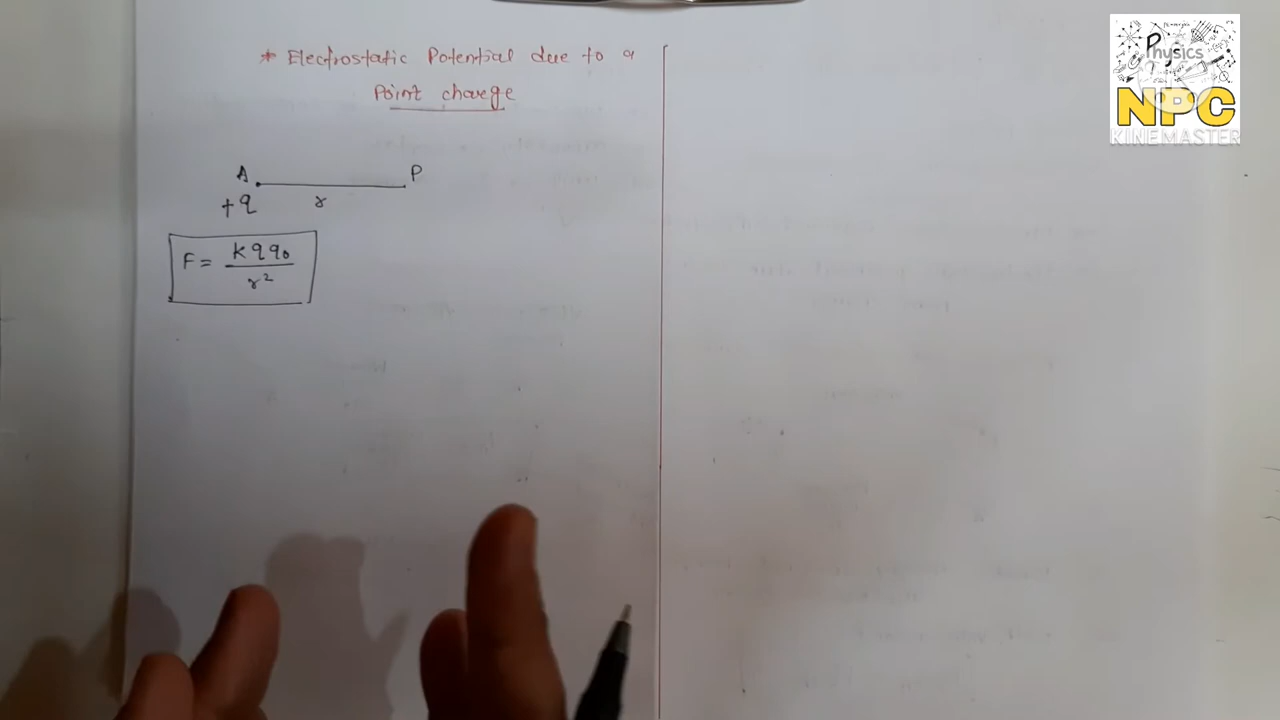 * Electrostatic Potential due to a
Point charge
A P
+q r
F = kqq₀
r²
Physics
NPC
KINEMASTER